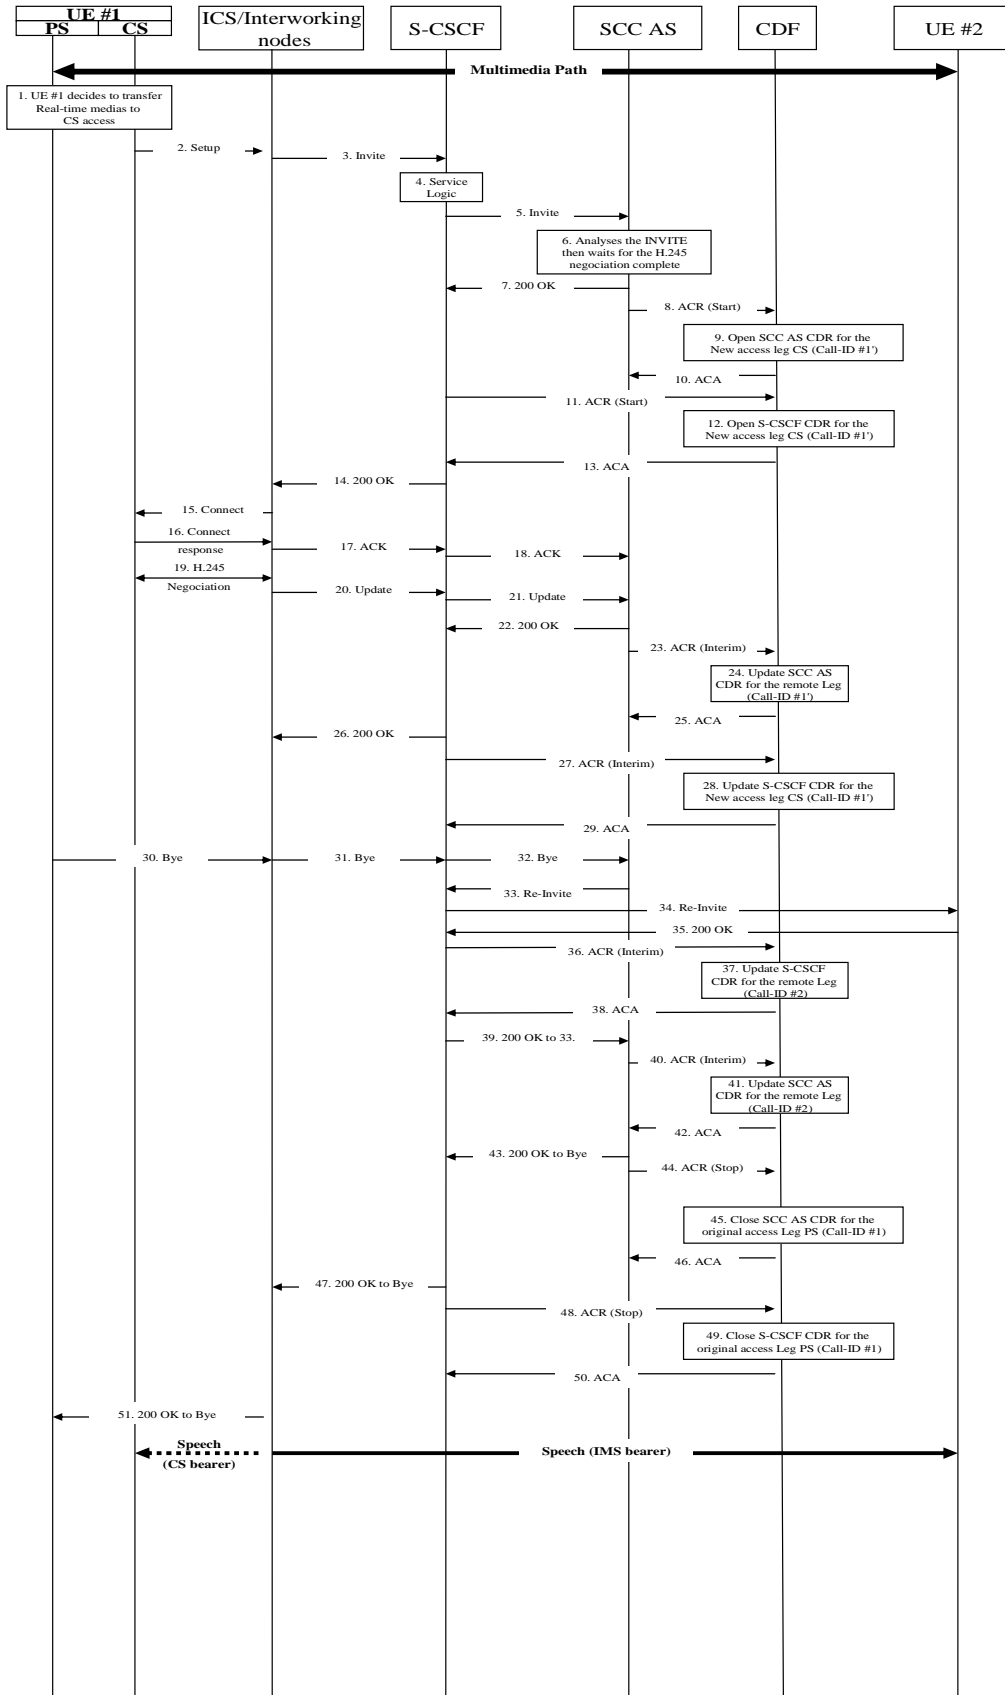 UE #1
PS
CS
ICS/Interworking
nodes
S-CSCF
SCC AS
CDF
UE #2
Multimedia Path
1. UE #1 decides to transfer
Real-time medias to
CS access
2. Setup
3. Invite
4. Service
Logic
5. Invite
6. Analyses the INVITE
then waits for the H.245
negociation complete
7. 200 OK
8. ACR (Start)
9. Open SCC AS CDR for the
New access leg CS (Call-ID #1')
10. ACA
11. ACR (Start)
12. Open S-CSCF CDR for the
New access leg CS (Call-ID #1')
13. ACA
14. 200 OK
15. Connect
16. Connect
response
17. ACK
18. ACK
19. H.245
Negociation
20. Update
21. Update
22. 200 OK
23. ACR (Interim)
24. Update SCC AS
CDR for the remote Leg
(Call-ID #1')
25. ACA
26. 200 OK
27. ACR (Interim)
28. Update S-CSCF CDR for the
New access leg CS (Call-ID #1')
29. ACA
30. Bye
31. Bye
32. Bye
33. Re-Invite
34. Re-Invite
35. 200 OK
36. ACR (Interim)
37. Update S-CSCF
CDR for the remote Leg
(Call-ID #2)
38. ACA
39. 200 OK to 33.
40. ACR (Interim)
41. Update SCC AS
CDR for the remote Leg
(Call-ID #2)
42. ACA
43. 200 OK to Bye
44. ACR (Stop)
45. Close SCC AS CDR for the
original access Leg PS (Call-ID #1)
46. ACA
47. 200 OK to Bye
48. ACR (Stop)
49. Close S-CSCF CDR for the
original access Leg PS (Call-ID #1)
50. ACA
51. 200 OK to Bye
Speech
(CS bearer)
Speech (IMS bearer)